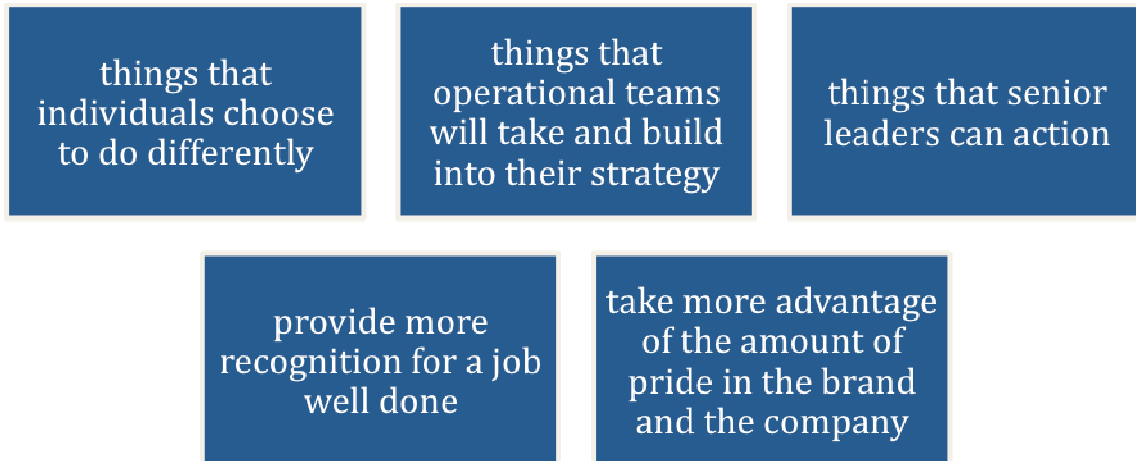 things that
individuals choose
to do differently
things that
operational teams
will take and build
into their strategy
things that senior
leaders can action
provide more
recognition for a job
well done
take more advantage
of the amount of
pride in the brand
and the company